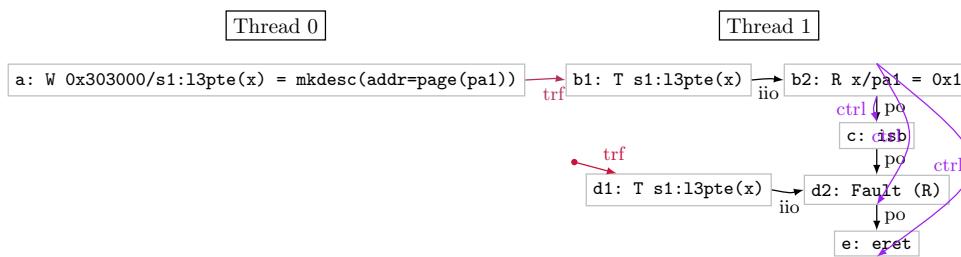 Thread 0
Thread 1
a: W 0x303000/s1:l3pte(x) = mkdesc(addr=page(pa1))
trf
b1: T s1:l3pte(x)
iio
b2: R x/pa1 = 0x1
ctrl
po
c: isb
ctrl
po
ctrl
trf
d1: T s1:l3pte(x)
iio
d2: Fault (R)
po
e: eret